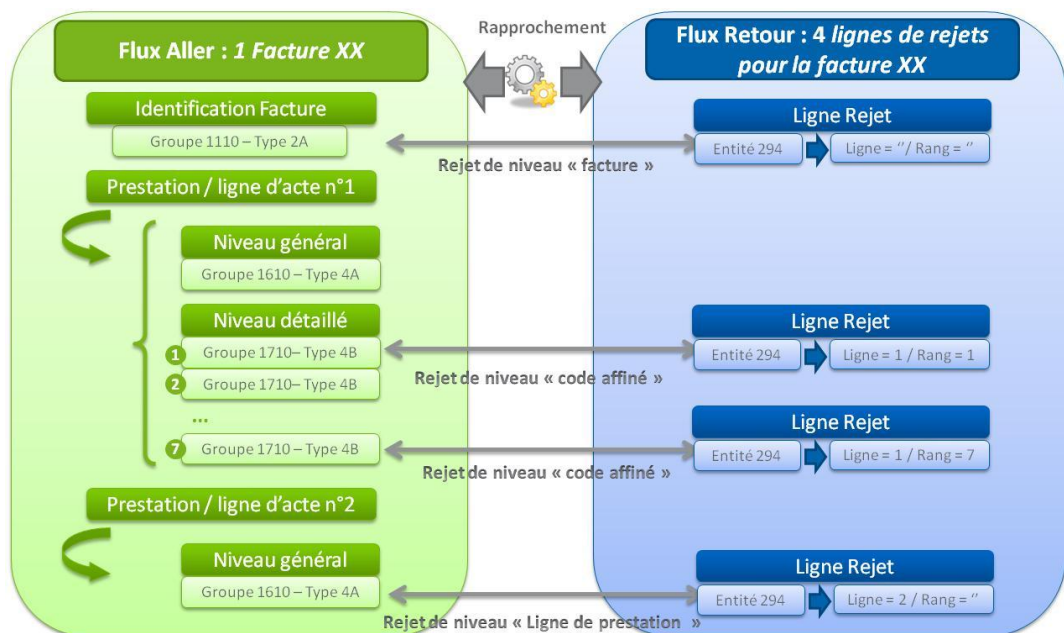 Flux Aller : 1 Facture XX
Rapprochement
Flux Retour : 4 lignes de rejets
pour la facture XX
Identification Facture
Groupe 1110 – Type 2A
Rejet de niveau « facture »
Ligne Rejet
Entité 294
Ligne = ‘’/ Rang = ‘’
Prestation / ligne d’acte n°1
Niveau général
Groupe 1610 – Type 4A
Niveau détaillé
1
Groupe 1710– Type 4B
2
Groupe 1710– Type 4B
...
7
Groupe 1710 – Type 4B
Rejet de niveau « code affiné »
Ligne Rejet
Entité 294
Ligne = 1 / Rang = 1
Rejet de niveau « code affiné »
Ligne Rejet
Entité 294
Ligne = 1 / Rang = 7
Prestation / ligne d’acte n°2
Niveau général
Groupe 1610 – Type 4A
Rejet de niveau « Ligne de prestation »
Ligne Rejet
Entité 294
Ligne = 2 / Rang = ‘’